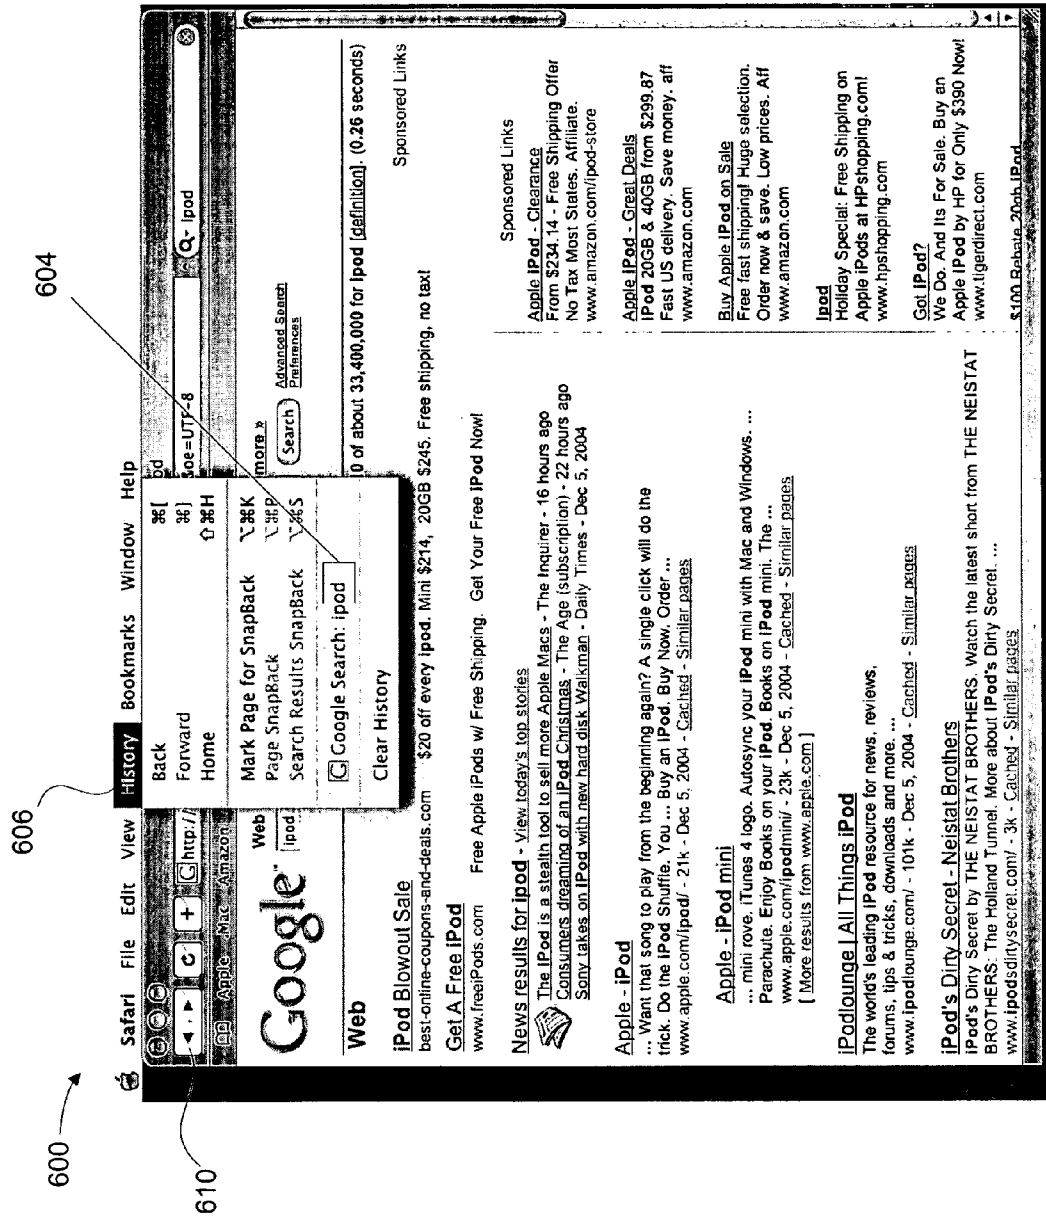 600
606
604
610
Safari File Edit View History Bookmarks Window Help
Back ⌘[
Forward ⌘]
Home ⇧⌘H
Mark Page for SnapBack ⌥⌘K
Page SnapBack ⌥⌘P
Search Results SnapBack ⌥⌘S
G Google Search: ipod
Clear History
G http://
&oe=UTF-8
Q- ipod
Apple Mac Amazon
Google™
Web
more »
ipod
Search
Advanced Search
Preferences
Web
0 of about 33,400,000 for ipod [definition]. (0.26 seconds)
iPod Blowout Sale
best-online-coupons-and-deals.com $20 off every ipod. Mini $214, 20GB $245. Free shipping, no tax!
Sponsored Links
Get A Free iPod
www.freeiPods.com Free Apple iPods w/ Free Shipping. Get Your Free iPod Now!
News results for ipod - View today's top stories
The iPod is a stealth tool to sell more Apple Macs - The Inquirer - 16 hours ago
Consumers dreaming of an iPod Christmas - The Age (subscription) - 22 hours ago
Sony takes on iPod with new hard disk Walkman - Daily Times - Dec 5, 2004
Apple - iPod
... Want that song to play from the beginning again? A single click will do the
trick. Do the iPod Shuffle. You ... Buy an iPod. Buy Now, Order ...
www.apple.com/ipod/ - 21k - Dec 5, 2004 - Cached - Similar pages
Apple - iPod mini
... mini rove. iTunes 4 logo. Autosync your iPod mini with Mac and Windows. ...
Parachute. Enjoy Books on your iPod. Books on iPod mini. The ...
www.apple.com/ipodmini/ - 23k - Dec 5, 2004 - Cached - Similar pages
[ More results from www.apple.com ]
iPodlounge | All Things iPod
The world's leading iPod resource for news, reviews,
forums, tips & tricks, downloads and more. ...
www.ipodlounge.com/ - 101k - Dec 5, 2004 - Cached - Similar pages
iPod's Dirty Secret - Neistat Brothers
iPod's Dirty Secret by THE NEISTAT BROTHERS. Watch the latest short from THE NEISTAT
BROTHERS: The Holland Tunnel. More about iPod's Dirty Secret. ...
www.ipodsdirtysecret.com/ - 3k - Cached - Similar pages
Sponsored Links
Apple iPod - Clearance
From $234.14 - Free Shipping Offer
No Tax Most States. Affiliate.
www.amazon.com/ipod-store
Apple iPod - Great Deals
iPod 20GB & 40GB from $299.87
Fast US delivery. Save money. aff
www.amazon.com
Buy Apple iPod on Sale
Free fast shipping! Huge selection.
Order now & save. Low prices. Aff
www.amazon.com
Ipod
Holiday Special: Free Shipping on
Apple iPods at HPshopping.com!
www.hpshopping.com
Got iPod?
We Do. And Its For Sale. Buy an
Apple iPod by HP for Only $390 Now!
www.tigerdirect.com
$100 Rebate 20gb iPod